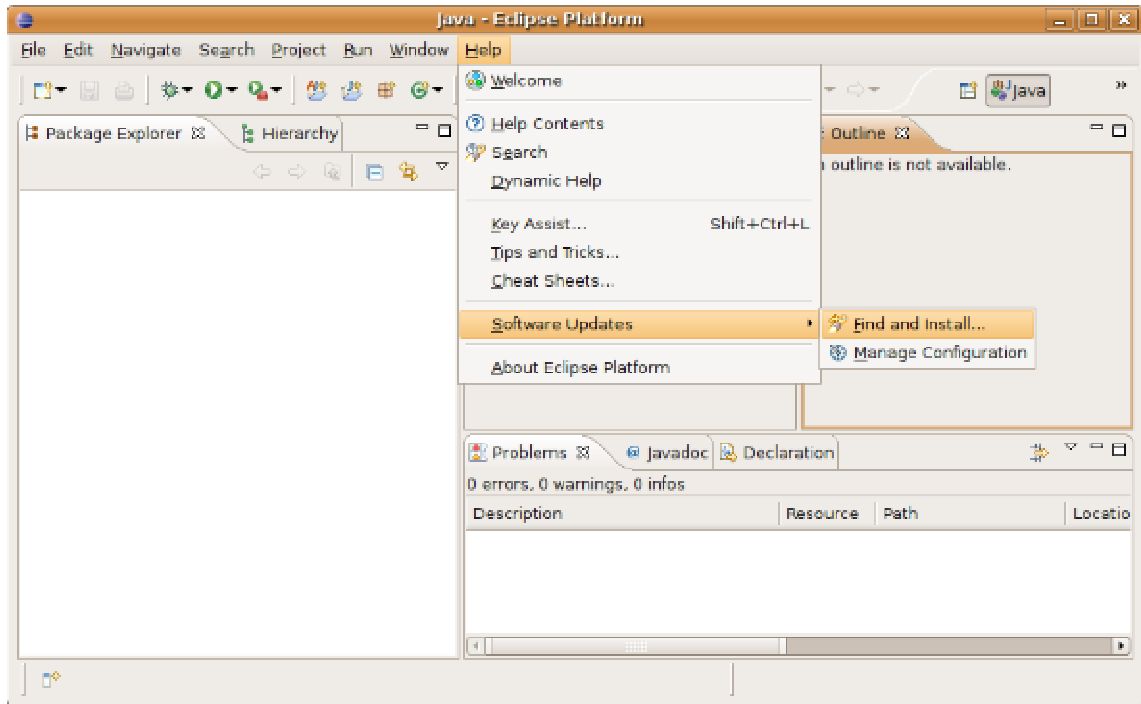 Java - Eclipse Platform
File Edit Navigate Search Project Run Window Help
Welcome
Java
Package Explorer Hierarchy
Help Contents
Outline
Search
outline is not available.
Dynamic Help
Key Assist... Shift+Ctrl+L
Tips and Tricks...
Cheat Sheets...
Software Updates
Find and Install...
Manage Configuration
About Eclipse Platform
Problems Javadoc Declaration
0 errors, 0 warnings, 0 infos
Description Resource Path Locatio